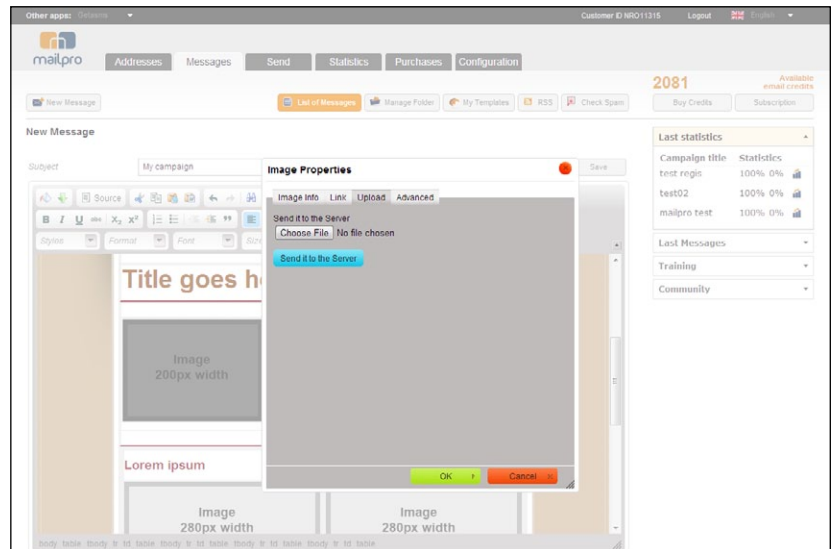 Other apps: Getasms
Customer ID NRO11315 Logout English
mailpro
Addresses Messages Send Statistics Purchases Configuration
2081 Available
email credits
New Message List of Messages Manage Folder My Templates RSS Check Spam Buy Credits Subscription
New Message
Last statistics
Campaign title Statistics
test regis 100% 0%
test02 100% 0%
mailpro test 100% 0%
Last Messages
Training
Community
Subject My campaign Save
Source
B I U abc X₂ X²
Styles Format Font Size
Image Properties
Image Info Link Upload Advanced
Send it to the Server
Choose File No file chosen
Send it to the Server
OK Cancel
Title goes h
Image
200px width
Lorem ipsum
Image
280px width
Image
280px width
body table tbody tr td table tbody tr td table tbody tr td table tbody tr td table